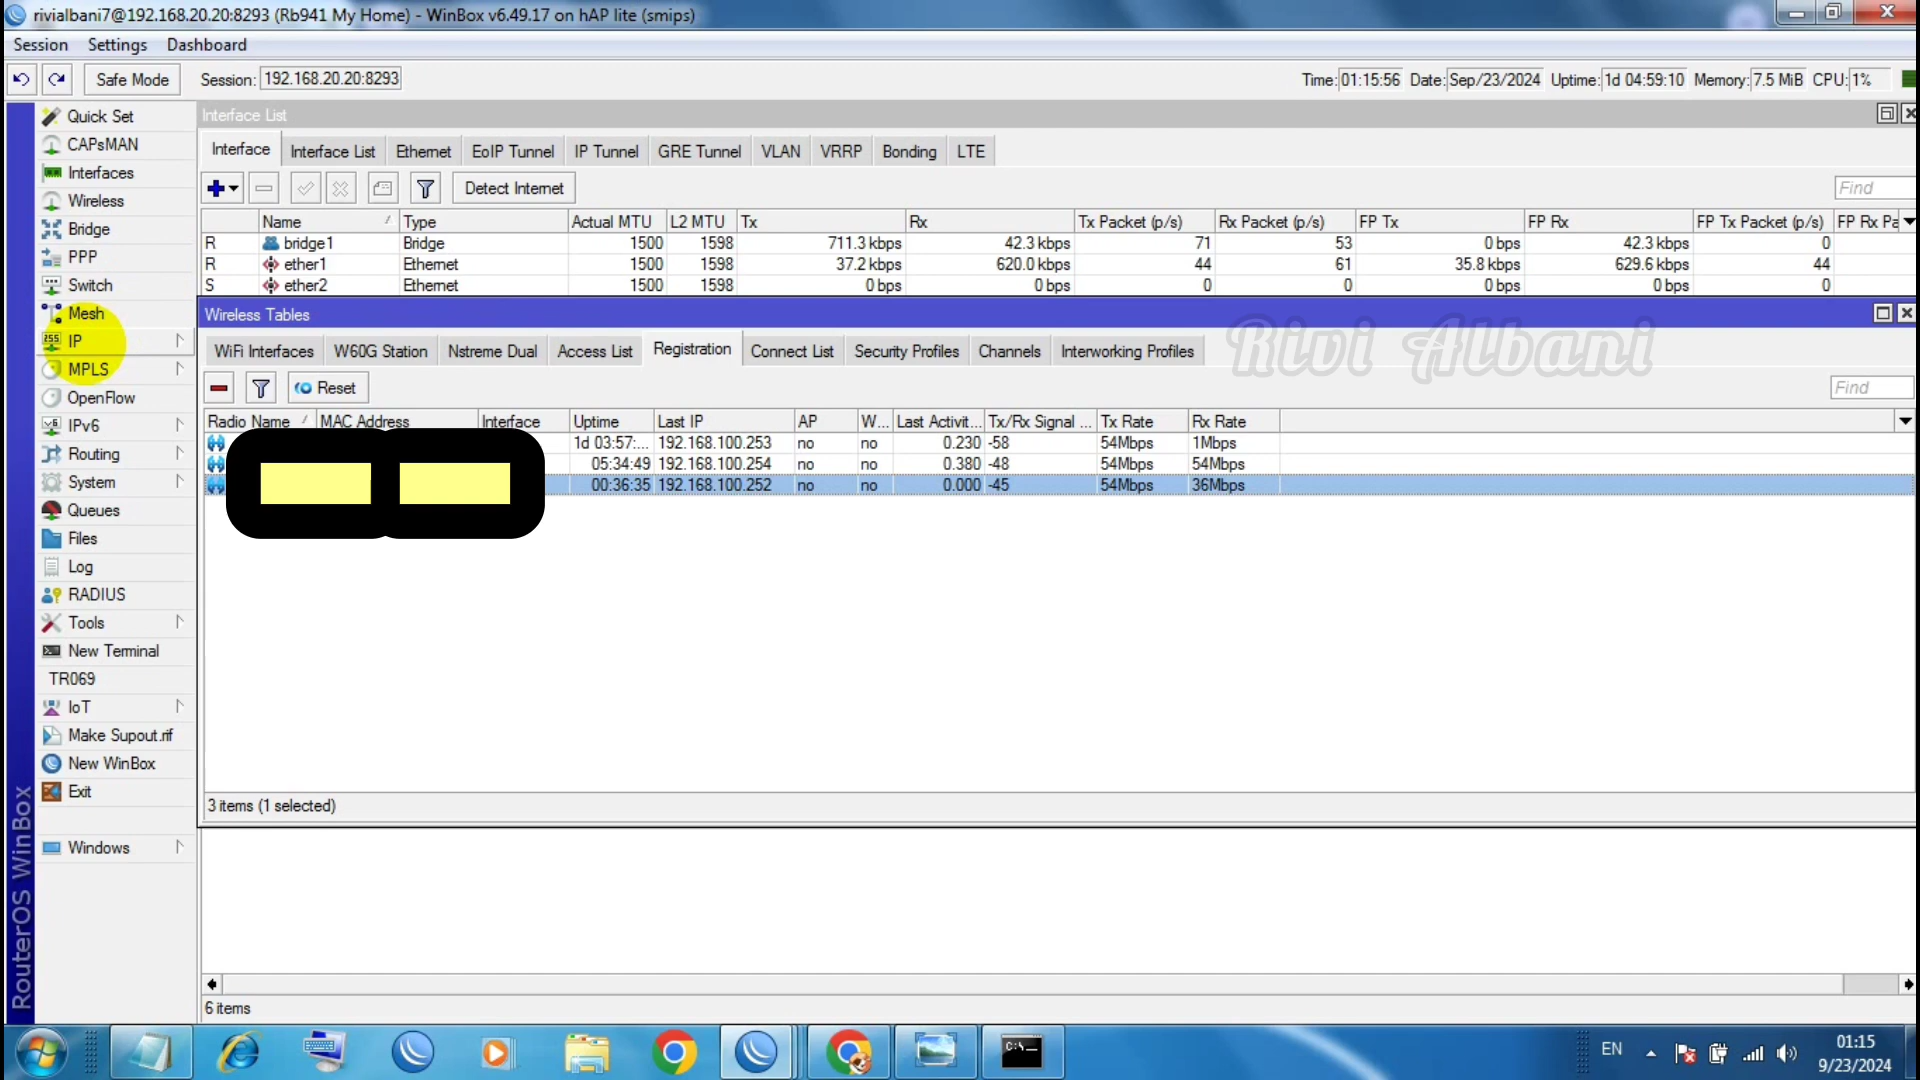 rivialbani7@192.168.20.20:8293 (Rb941 My Home) - WinBox v6.49.17 on hAP lite (smips)
Session Settings Dashboard
Safe Mode Session: 192.168.20.20:8293 Time: 01:15:56 Date: Sep/23/2024 Uptime: 1d 04:59:10 Memory: 7.5 MiB CPU: 1%
Quick Set
CAPsMAN
Interfaces
Wireless
Bridge
PPP
Switch
Mesh
255 IP
MPLS
OpenFlow
v6 IPv6
Routing
System
Queues
Files
Log
RADIUS
Tools
New Terminal
TR069
IoT
Make Supout.rif
New WinBox
Exit
Windows
RouterOS WinBox
Interface List
Interface Interface List Ethernet EoIP Tunnel IP Tunnel GRE Tunnel VLAN VRRP Bonding LTE
Detect Internet Find
Name Type Actual MTU L2 MTU Tx Rx Tx Packet (p/s) Rx Packet (p/s) FP Tx FP Rx FP Tx Packet (p/s) FP Rx Pa
R bridge1 Bridge 1500 1598 711.3 kbps 42.3 kbps 71 53 0 bps 42.3 kbps 0
R ether1 Ethernet 1500 1598 37.2 kbps 620.0 kbps 44 61 35.8 kbps 629.6 kbps 44
S ether2 Ethernet 1500 1598 0 bps 0 bps 0 0 0 bps 0 bps 0
Wireless Tables
WiFi Interfaces W60G Station Nstreme Dual Access List Registration Connect List Security Profiles Channels Interworking Profiles
Rivi Albani
Reset Find
Radio Name MAC Address Interface Uptime Last IP AP W... Last Activit... Tx/Rx Signal ... Tx Rate Rx Rate
1d 03:57:... 192.168.100.253 no no 0.230 -58 54Mbps 1Mbps
05:34:49 192.168.100.254 no no 0.380 -48 54Mbps 54Mbps
00:36:35 192.168.100.252 no no 0.000 -45 54Mbps 36Mbps
3 items (1 selected)
6 items
C:\_
EN
01:15
9/23/2024